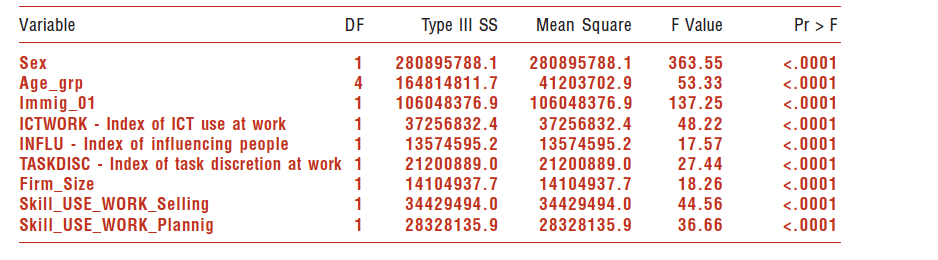 Variable DF Type III SS Mean Square F Value Pr > F
Sex 1 280895788.1 280895788.1 363.55 <.0001
Age_grp 4 164814811.7 41203702.9 53.33 <.0001
Immig_01 1 106048376.9 106048376.9 137.25 <.0001
ICTWORK - Index of ICT use at work 1 37256832.4 37256832.4 48.22 <.0001
INFLU - Index of influencing people 1 13574595.2 13574595.2 17.57 <.0001
TASKDISC - Index of task discretion at work 1 21200889.0 21200889.0 27.44 <.0001
Firm_Size 1 14104937.7 14104937.7 18.26 <.0001
Skill_USE_WORK_Selling 1 34429494.0 34429494.0 44.56 <.0001
Skill_USE_WORK_Plannig 1 28328135.9 28328135.9 36.66 <.0001